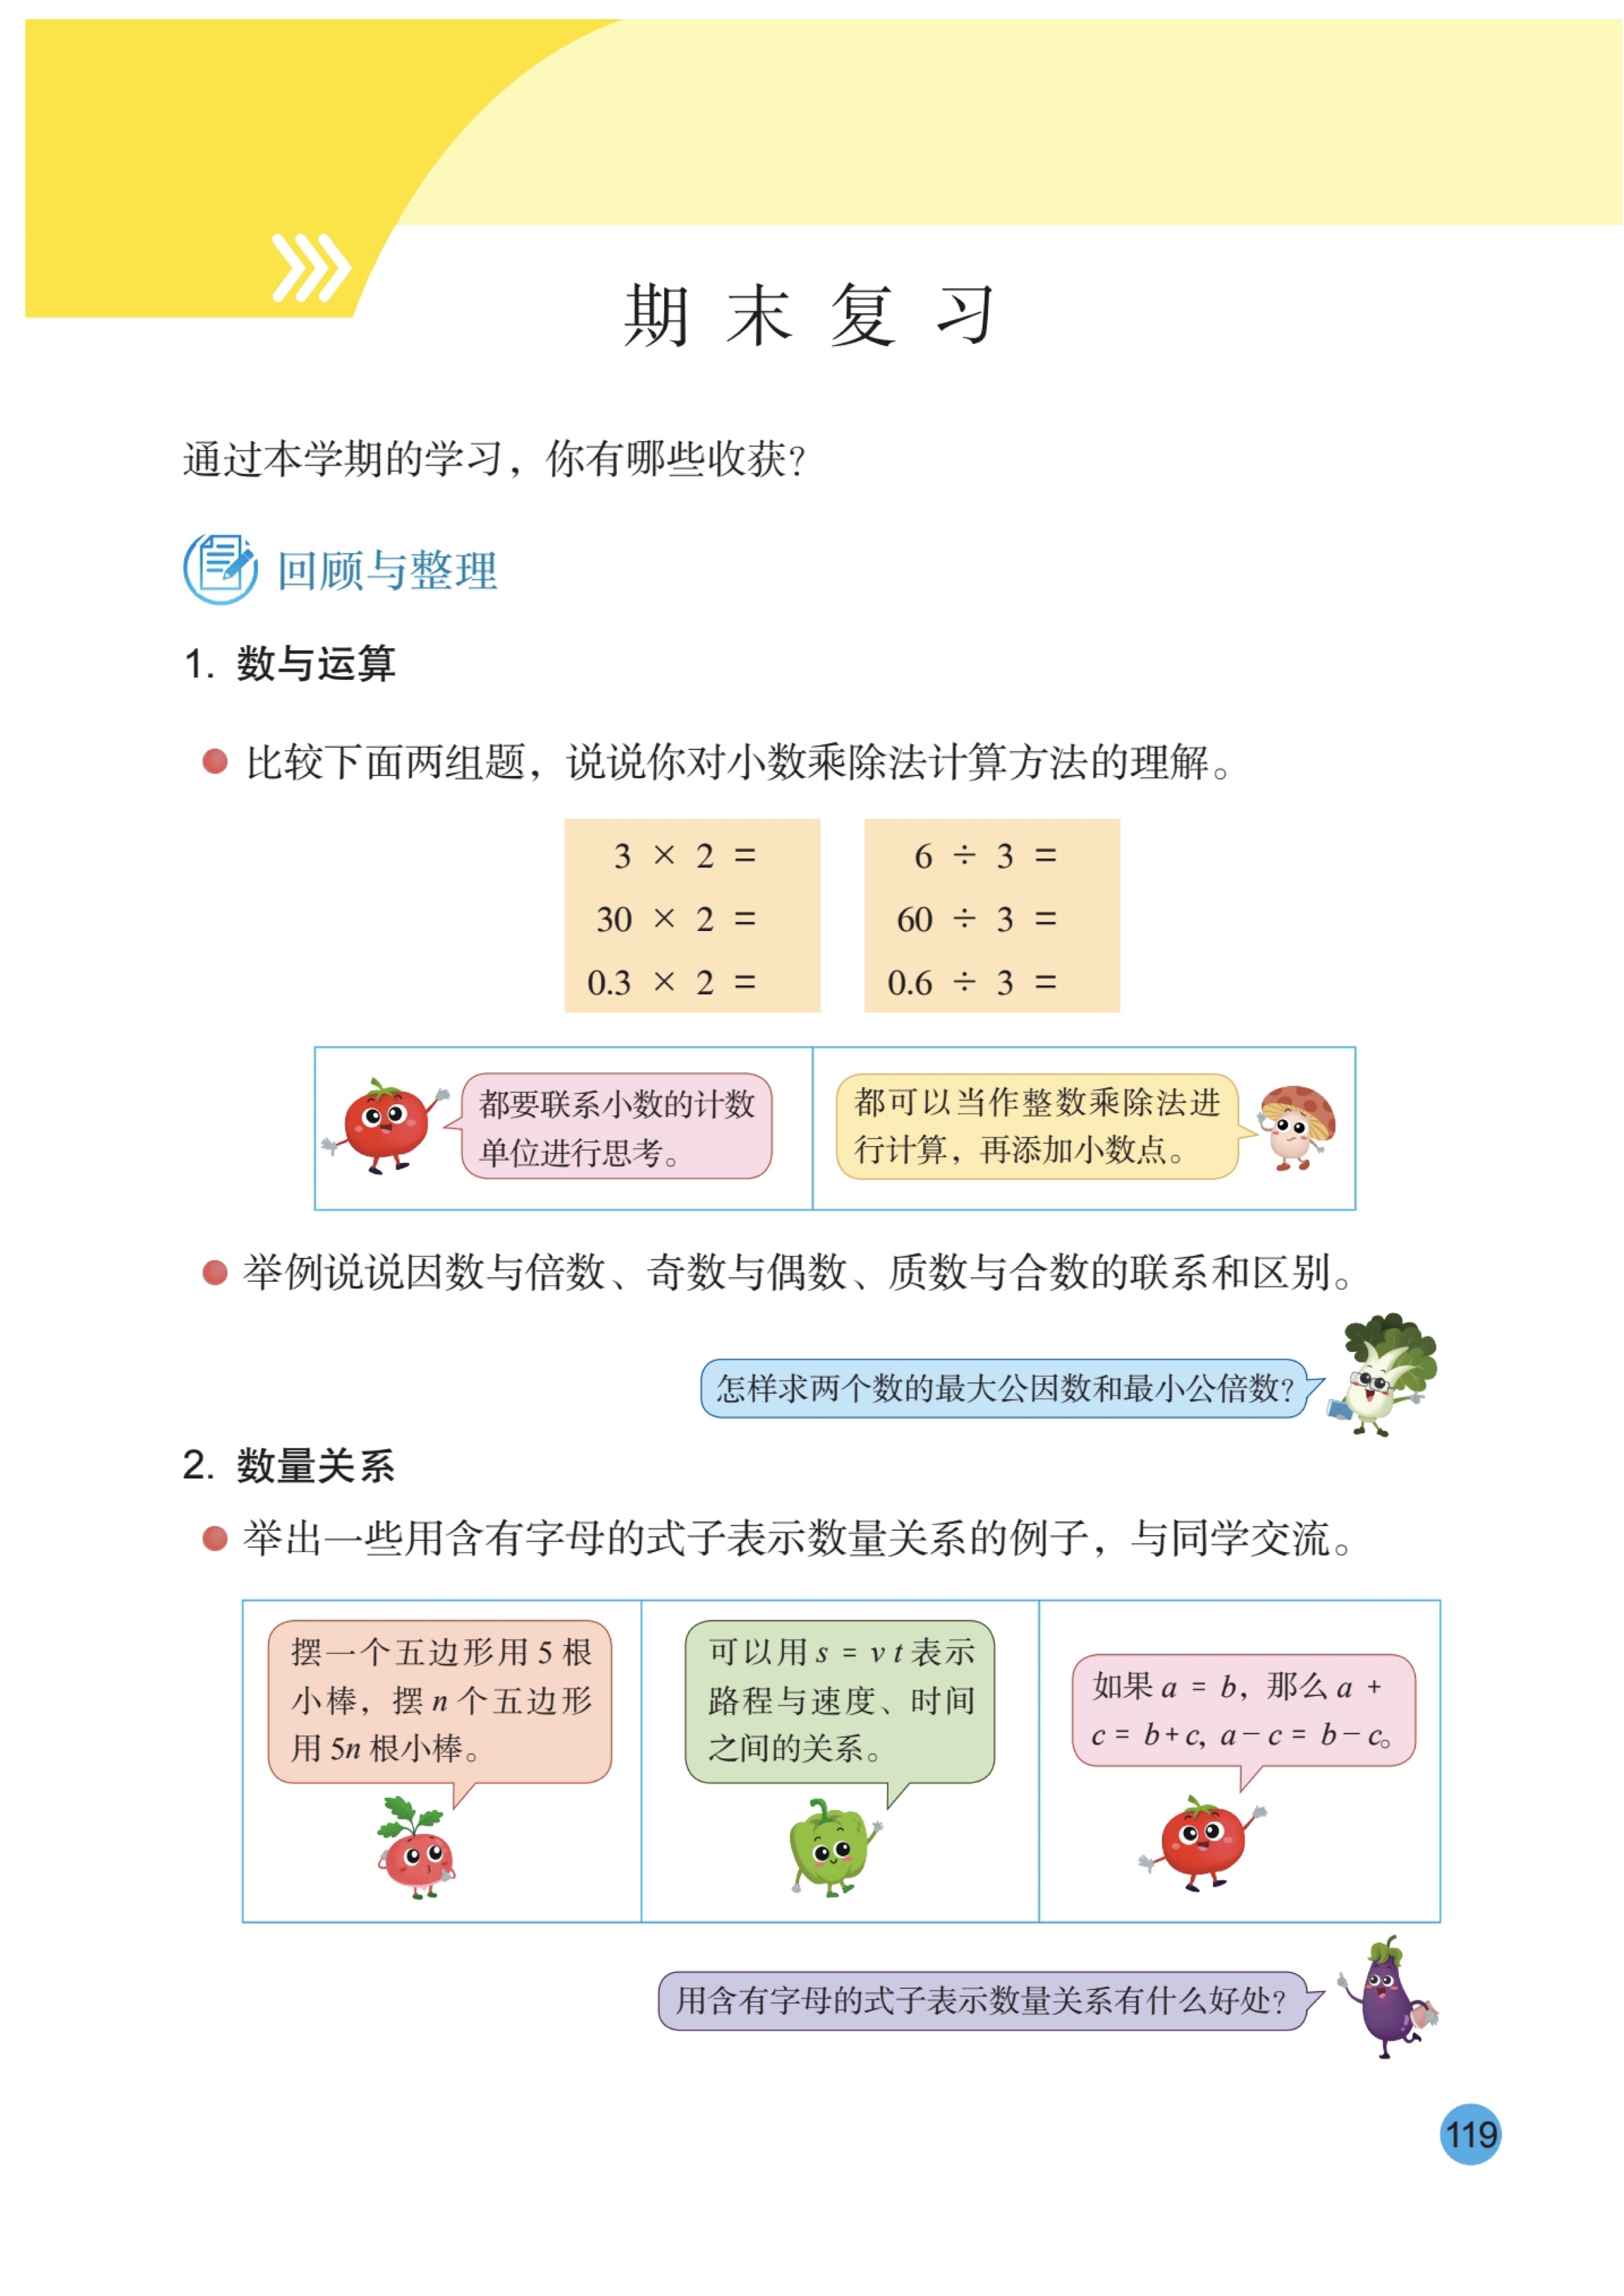 期末复习
通过本学期的学习，你有哪些收获？
回顾与整理
1. 数与运算
比较下面两组题，说说你对小数乘除法计算方法的理解。
3 × 2 =
30 × 2 =
0.3 × 2 =
6 ÷ 3 =
60 ÷ 3 =
0.6 ÷ 3 =
都要联系小数的计数
单位进行思考。
都可以当作整数乘除法进
行计算，再添加小数点。
举例说说因数与倍数、奇数与偶数、质数与合数的联系和区别。
怎样求两个数的最大公因数和最小公倍数？
2. 数量关系
举出一些用含有字母的式子表示数量关系的例子，与同学交流。
摆一个五边形用 5 根
小棒，摆 n 个五边形
用 5n 根小棒。
可以用 s = v t 表示
路程与速度、时间
之间的关系。
如果 a = b，那么 a +
c = b + c, a − c = b − c。
用含有字母的式子表示数量关系有什么好处？
119